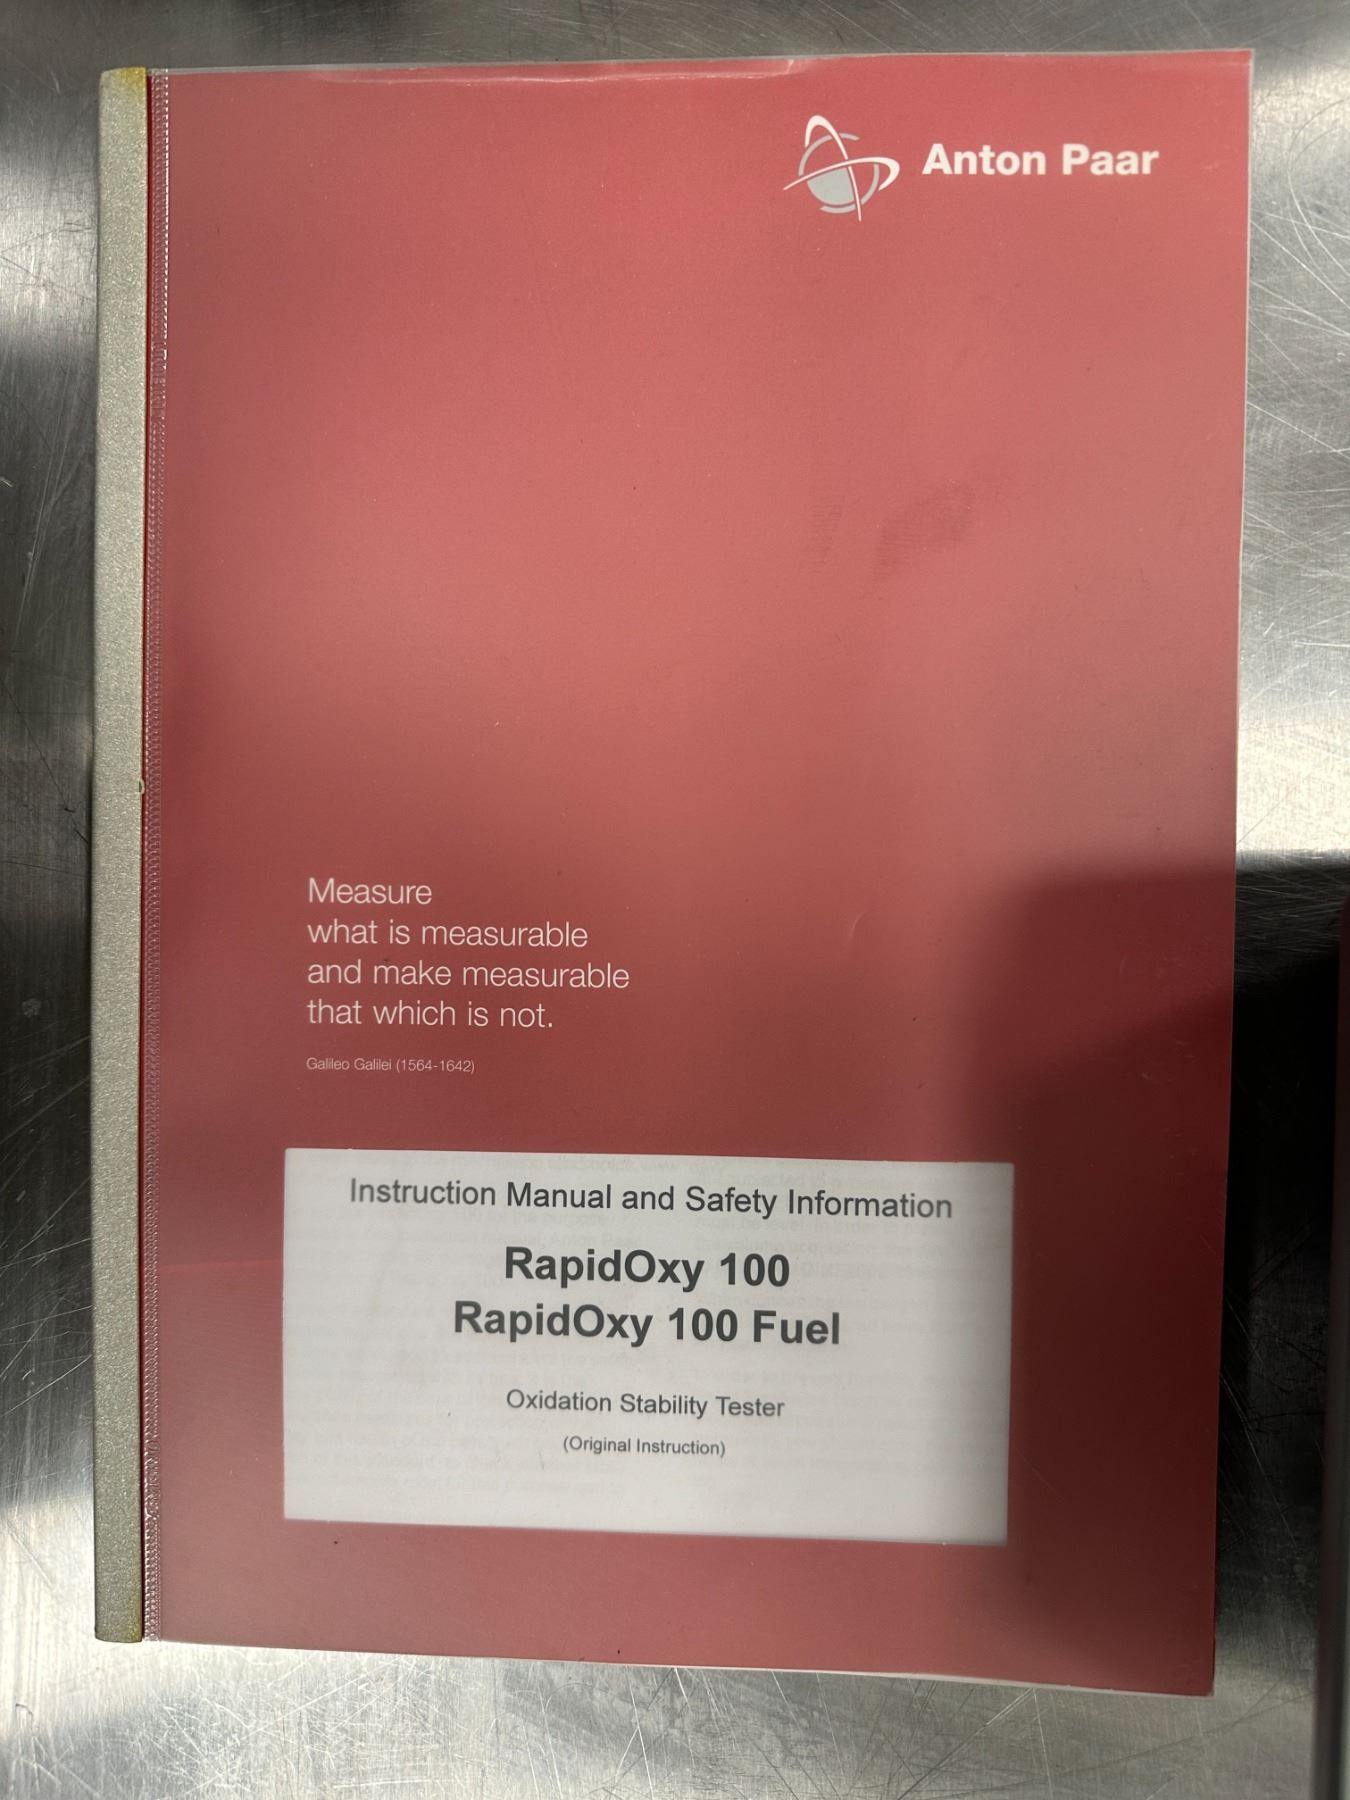 Anton Paar
Measure
what is measurable
and make measurable
that which is not.
Galileo Galilei (1564-1642)
Instruction Manual and Safety Information
RapidOxy 100
RapidOxy 100 Fuel
Oxidation Stability Tester
(Original Instruction)